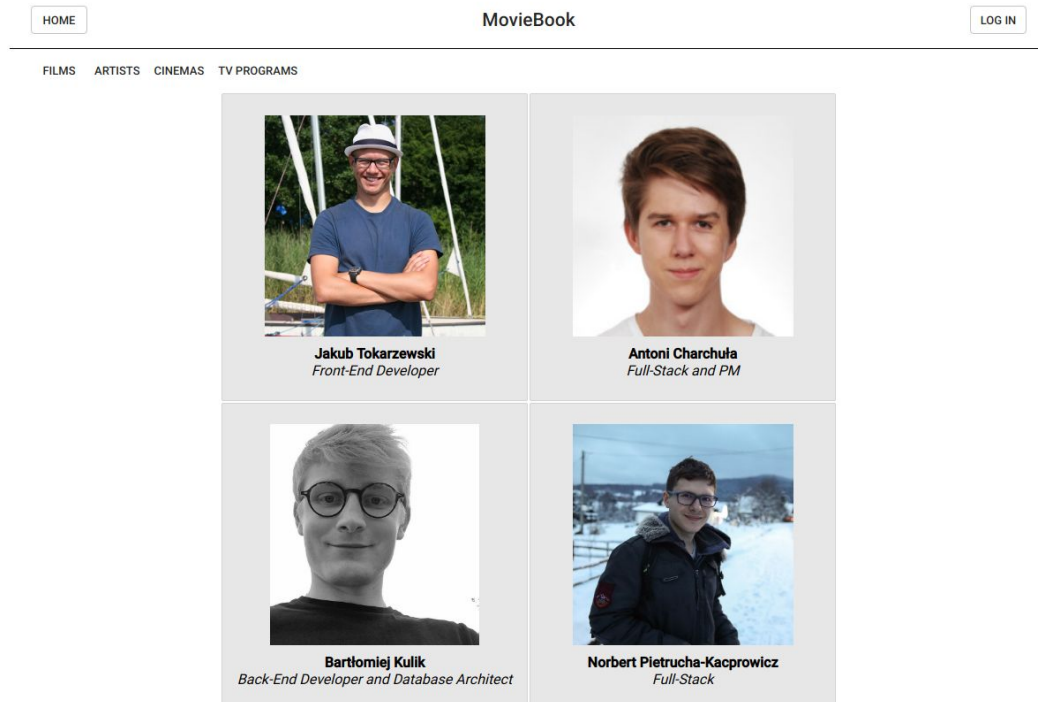 HOME
MovieBook
LOG IN
FILMS ARTISTS CINEMAS TV PROGRAMS
Jakub Tokarzewski
Front-End Developer
Antoni Charchuła
Full-Stack and PM
Bartłomiej Kulik
Back-End Developer and Database Architect
Norbert Pietrucha-Kacprowicz
Full-Stack